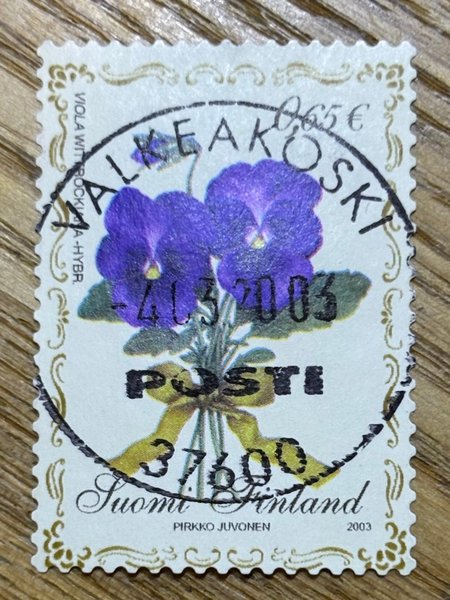 0,65 €
VIOLA WITTROCKIANA-HYBR
VALKEAKOSKI
-4.03.2003
POSTI
37600
Suomi Finland
PIRKKO JUVONEN
2003